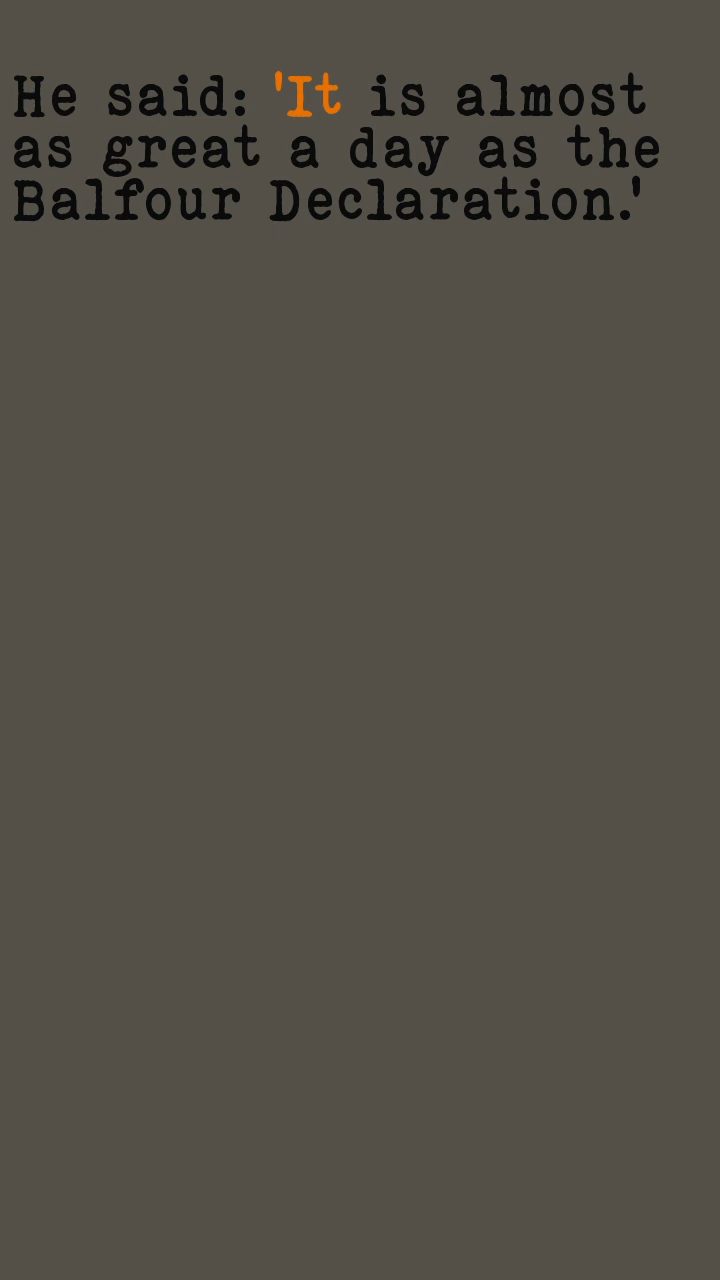 He said: 'It is almost
as great a day as the
Balfour Declaration.'